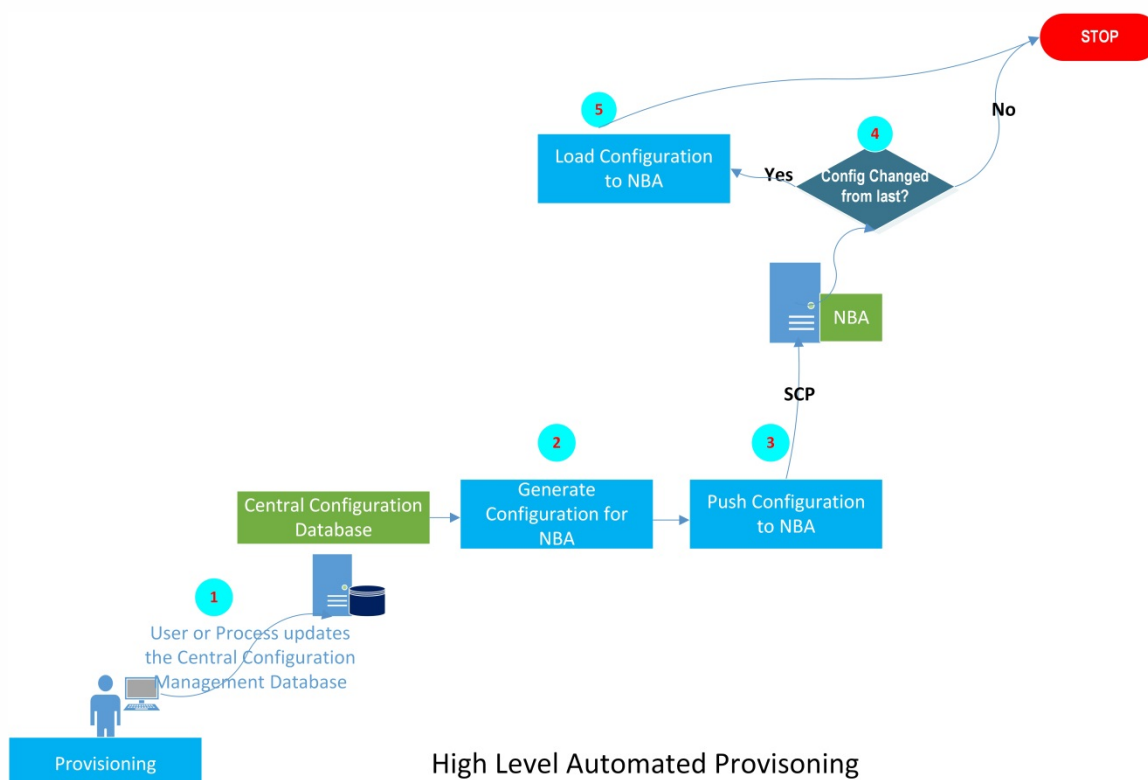 STOP
5
No
4
Load Configuration
to NBA
Yes
Config Changed
from last?
NBA
SCP
2
3
Central Configuration
Database
Generate
Configuration for
NBA
Push Configuration
to NBA
1
User or Process updates
the Central Configuration
Management Database
Provisioning
High Level Automated Provisoning